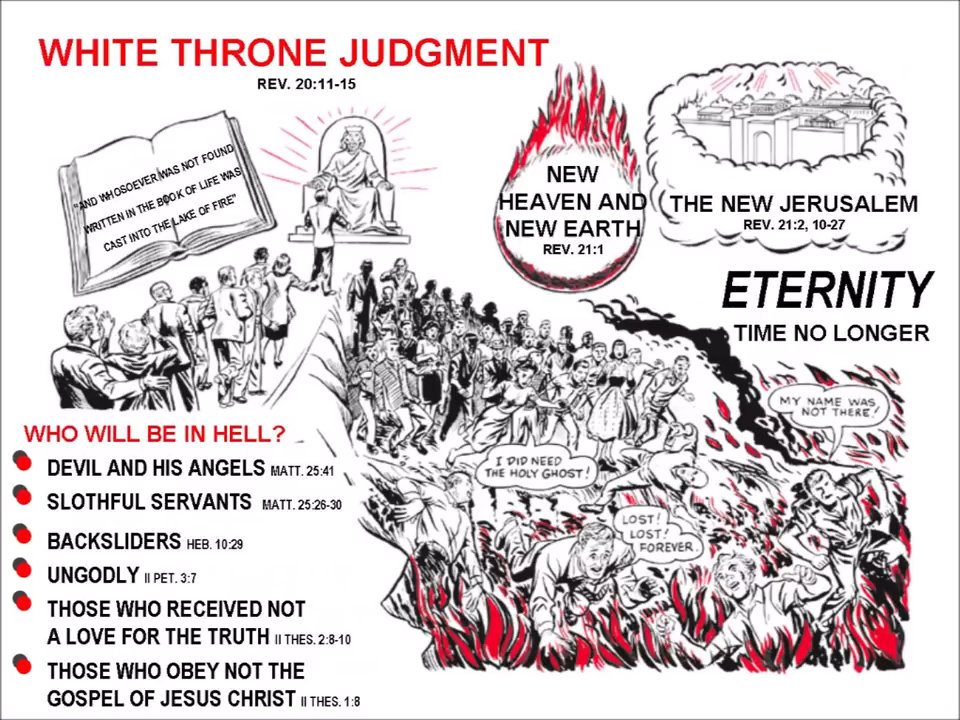 WHITE THRONE JUDGMENT
REV. 20:11-15
"AND WHOSOEVER WAS NOT FOUND
WRITTEN IN THE BOOK OF LIFE WAS
CAST INTO THE LAKE OF FIRE"
NEW
HEAVEN AND
NEW EARTH
REV. 21:1
THE NEW JERUSALEM
REV. 21:2, 10-27
ETERNITY
TIME NO LONGER
MY NAME WAS
NOT THERE!
I DID NEED
THE HOLY GHOST!
LOST!
LOST!
FOREVER.
WHO WILL BE IN HELL?
DEVIL AND HIS ANGELS MATT. 25:41
SLOTHFUL SERVANTS MATT. 25:26-30
BACKSLIDERS HEB. 10:29
UNGODLY II PET. 3:7
THOSE WHO RECEIVED NOT
A LOVE FOR THE TRUTH II THES. 2:8-10
THOSE WHO OBEY NOT THE
GOSPEL OF JESUS CHRIST II THES. 1:8